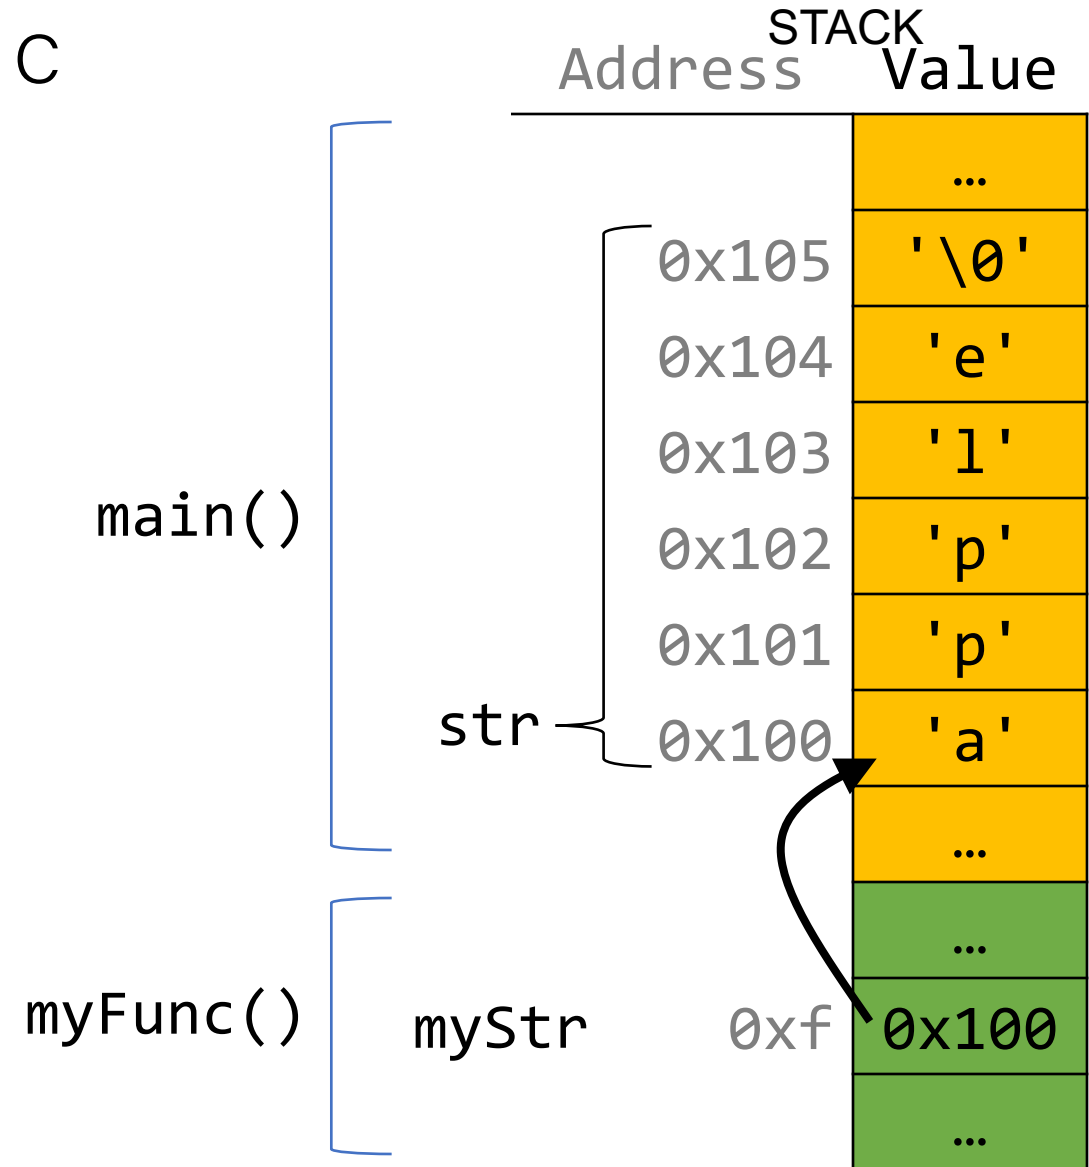 C
STACK
Address Value
…
0x105 '\0'
0x104 'e'
0x103 'l'
main()
0x102 'p'
0x101 'p'
str
0x100 'a'
…
…
myFunc()
myStr 0xf 0x100
…